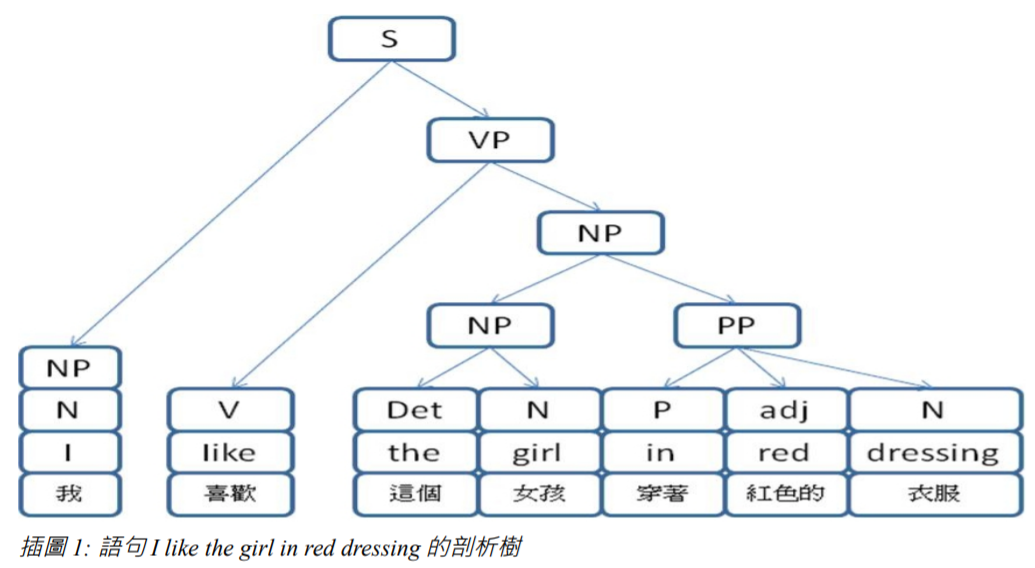 S
VP
NP
NP PP
NP
N V Det N P adj N
I like the girl in red dressing
我 喜歡 這個 女孩 穿著 紅色的 衣服
插圖 1: 語句 I like the girl in red dressing 的剖析樹